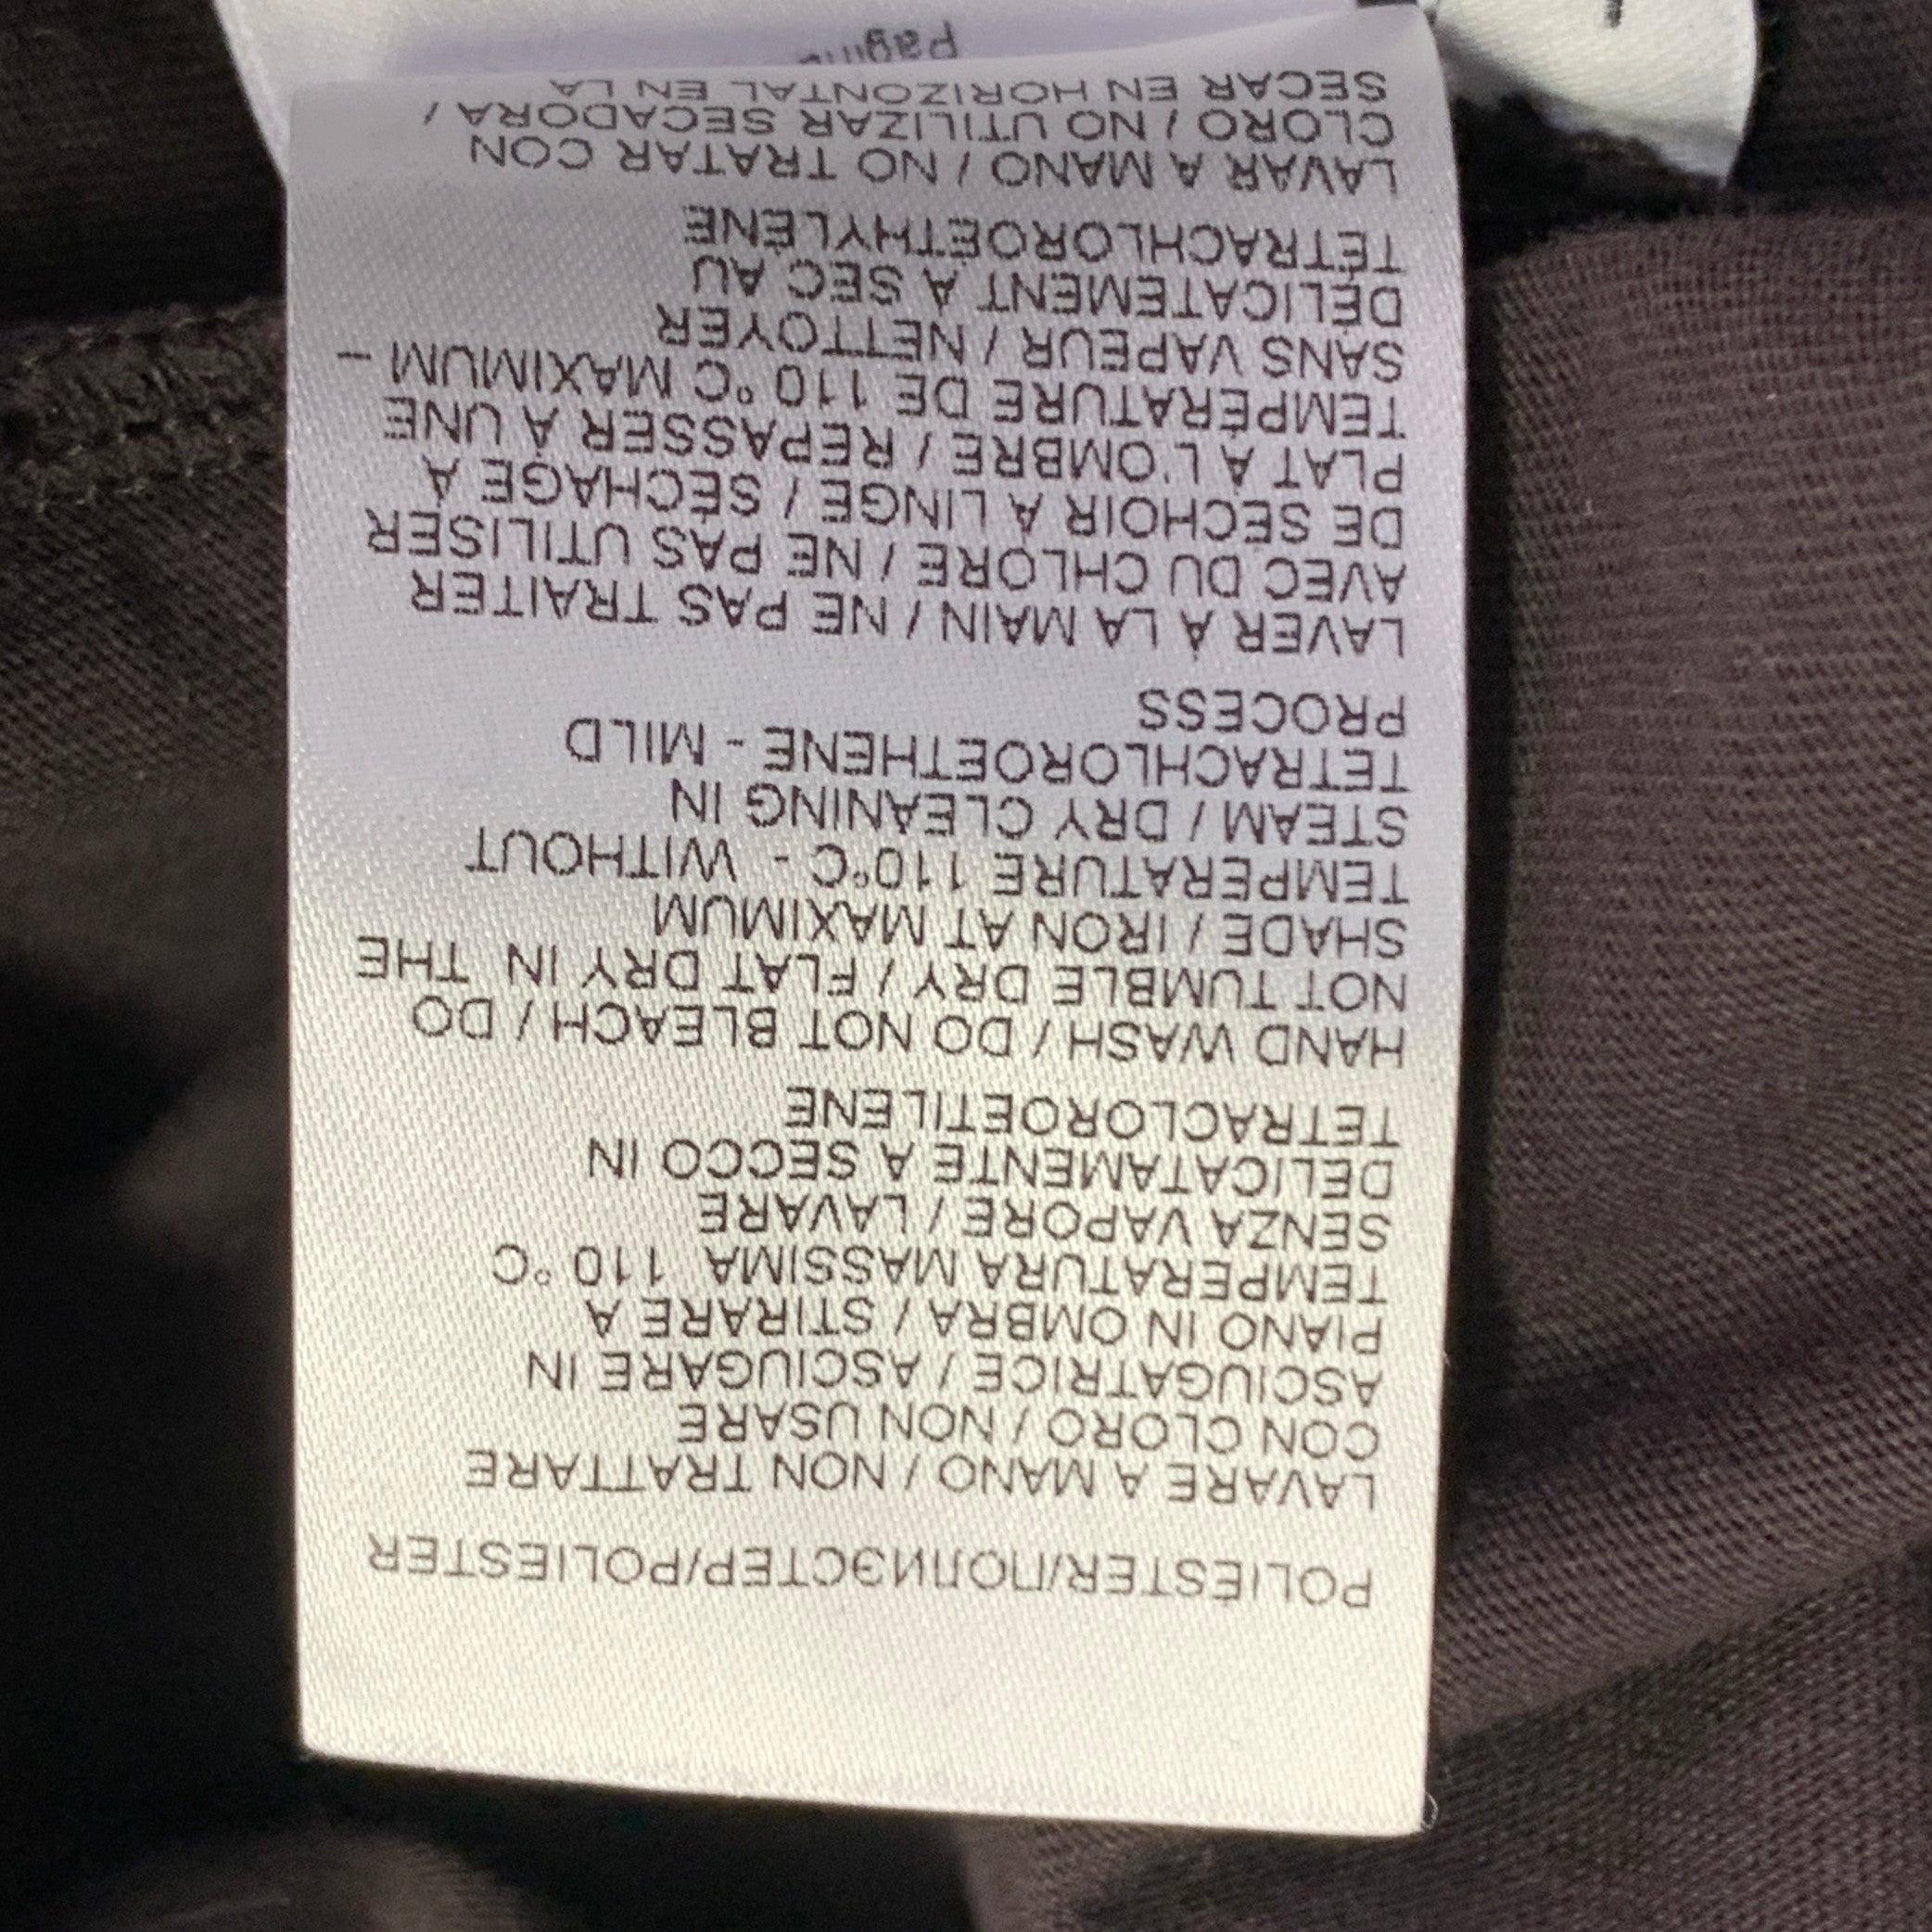 POLIESTER/ПОЛИЭСТЕР/POLIESTER
LAVARE A MANO / NON TRATTARE
CON CLORO / NON USARE
ASCIUGATRICE / ASCIUGARE IN
PIANO IN OMBRA / STIRARE A
TEMPERATURA MASSIMA 110 °C
SENZA VAPORE / LAVARE
DELICATAMENTE A SECCO IN
TETRACLOROETILENE
HAND WASH / DO NOT BLEACH / DO
NOT TUMBLE DRY / FLAT DRY IN THE
SHADE / IRON AT MAXIMUM
TEMPERATURE 110°C - WITHOUT
STEAM / DRY CLEANING IN
TETRACHLOROETHENE - MILD
PROCESS
LAVER À LA MAIN / NE PAS TRAITER
AVEC DU CHLORE / NE PAS UTILISER
DE SECHOIR A LINGE / SÉCHAGE À
PLAT A L'OMBRE / REPASSER À UNE
TEMPÉRATURE DE 110 °C MAXIMUM –
SANS VAPEUR / NETTOYER
DÉLICATEMENT À SEC AU
TÉTRACHLOROÉTHYLÈNE
LAVAR A MANO / NO TRATAR CON
CLORO / NO UTILIZAR SECADORA /
SECAR EN HORIZONTAL EN LA